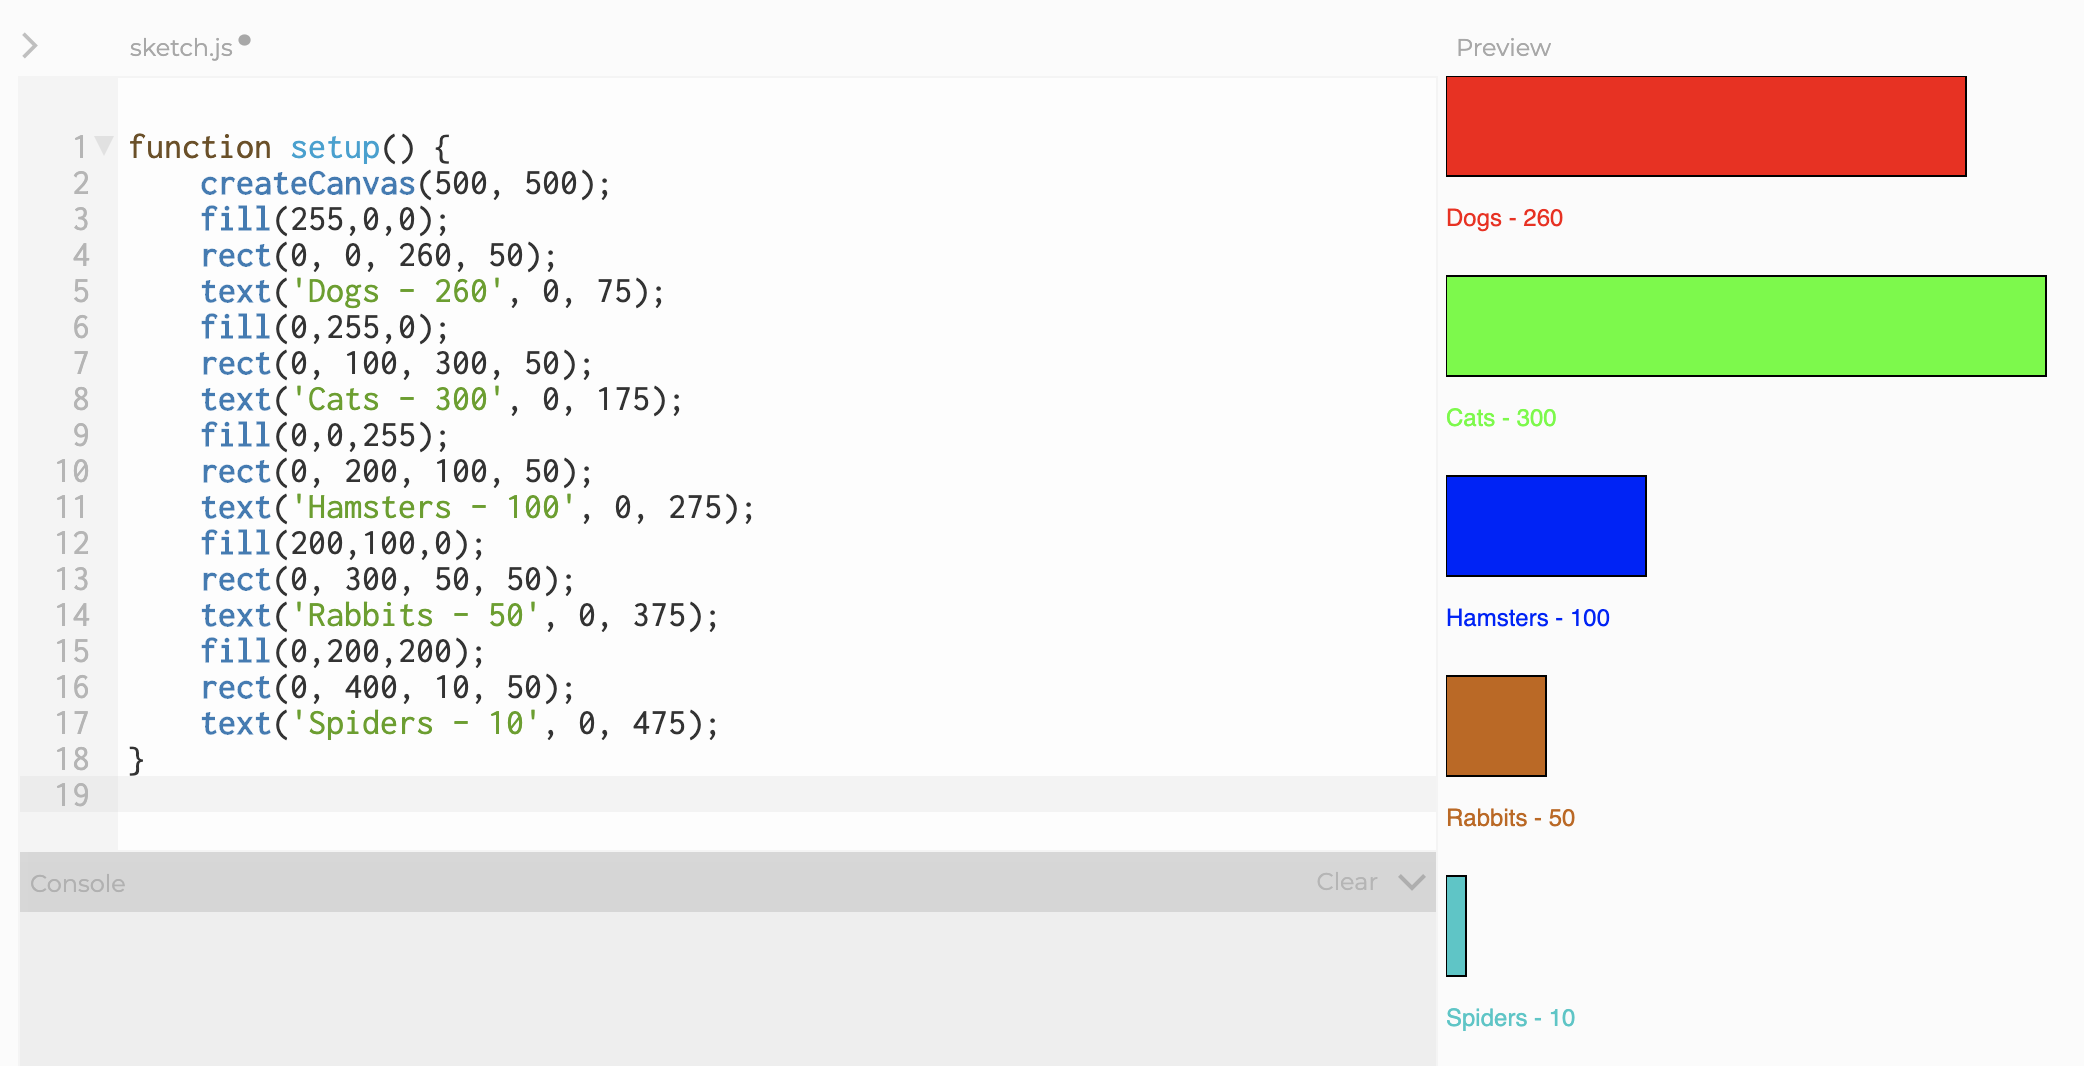 sketch.js
Preview
1 function setup() {
2 createCanvas(500, 500);
3 fill(255,0,0);
4 rect(0, 0, 260, 50);
5 text('Dogs - 260', 0, 75);
6 fill(0,255,0);
7 rect(0, 100, 300, 50);
8 text('Cats - 300', 0, 175);
9 fill(0,0,255);
10 rect(0, 200, 100, 50);
11 text('Hamsters - 100', 0, 275);
12 fill(200,100,0);
13 rect(0, 300, 50, 50);
14 text('Rabbits - 50', 0, 375);
15 fill(0,200,200);
16 rect(0, 400, 10, 50);
17 text('Spiders - 10', 0, 475);
18 }
19
Console
Clear
Dogs - 260
Cats - 300
Hamsters - 100
Rabbits - 50
Spiders - 10